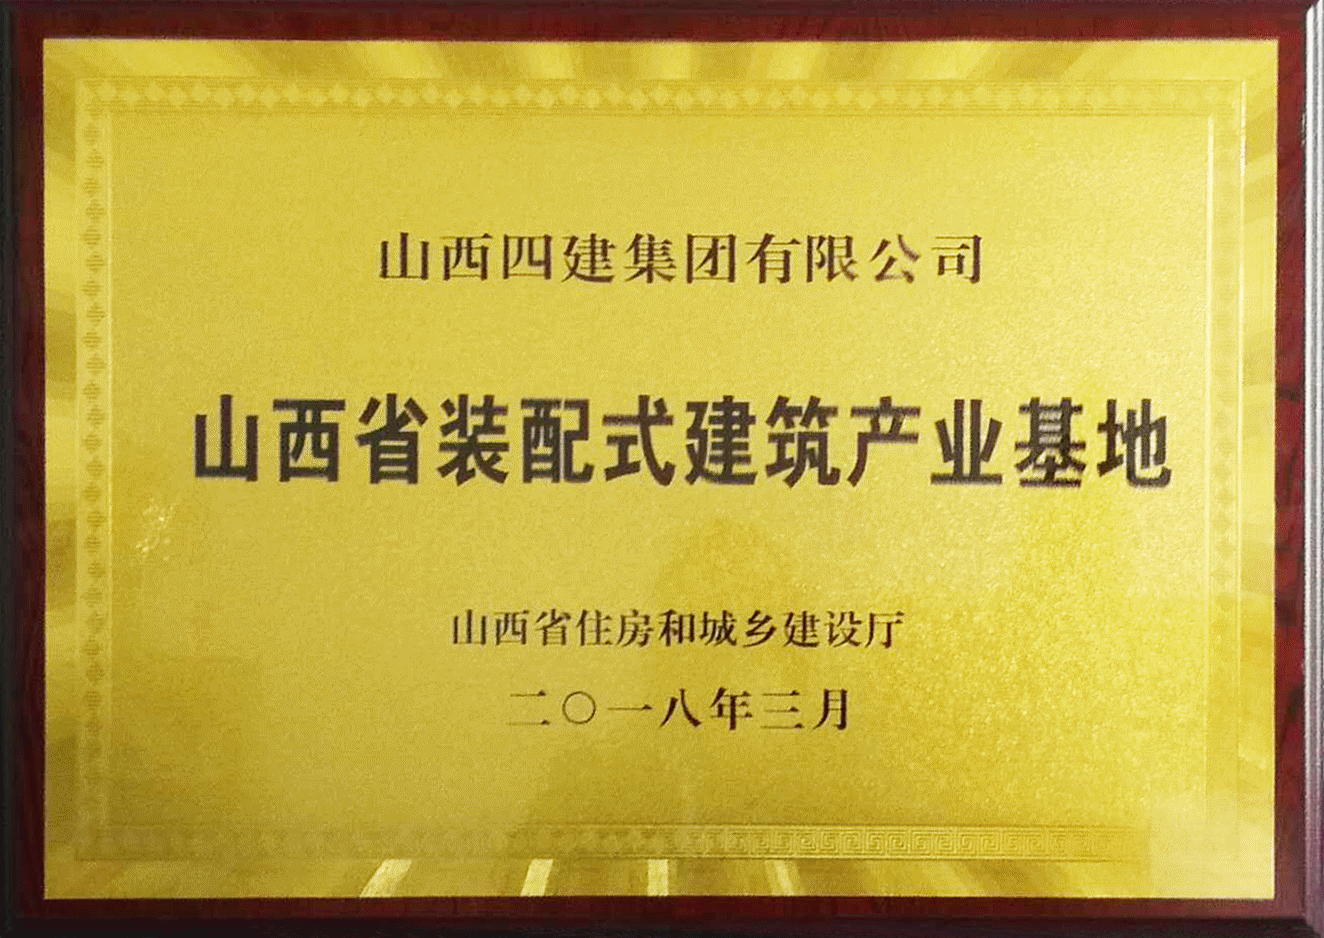 山西四建集团有限公司
山西省装配式建筑产业基地
山西省住房和城乡建设厅
二〇一八年三月